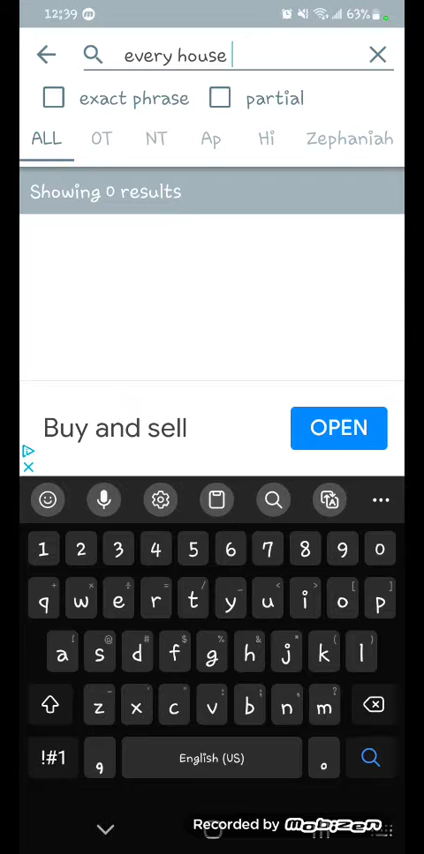 12:39 63%
every house
exact phrase partial
ALL OT NT Ap Hi Zephaniah
Showing 0 results
Buy and sell OPEN
1 2 3 4 5 6 7 8 9 0
q w e r t y u i o p
a s d f g h j k l
z x c v b n m
!#1 , English (US) .
Recorded by mobizen